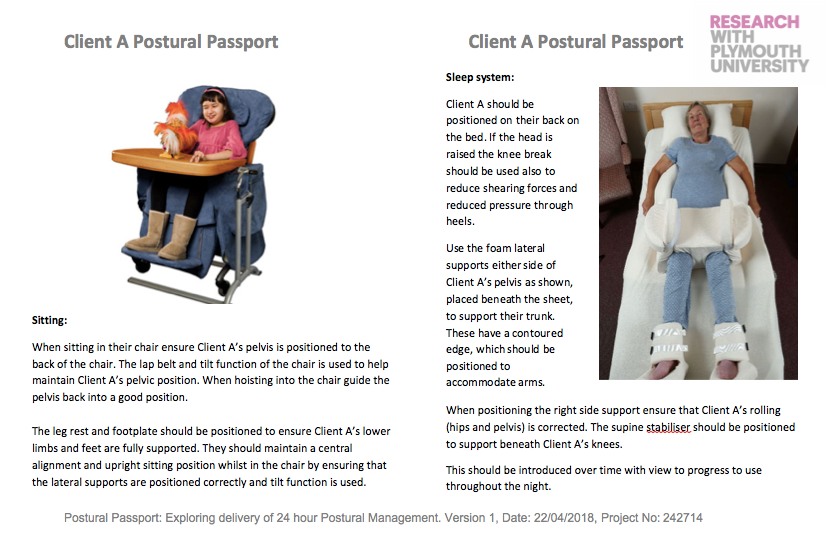 Client A Postural Passport
Sitting:
When sitting in their chair ensure Client A's pelvis is positioned to the
back of the chair. The lap belt and tilt function of the chair is used to help
maintain Client A's pelvic position. When hoisting into the chair guide the
pelvis back into a good position.
The leg rest and footplate should be positioned to ensure Client A's lower
limbs and feet are fully supported. They should maintain a central
alignment and upright sitting position whilst in the chair by ensuring that
the lateral supports are positioned correctly and tilt function is used.
Client A Postural Passport
RESEARCH
WITH
PLYMOUTH
UNIVERSITY
Sleep system:
Client A should be
positioned on their back on
the bed. If the head is
raised the knee break
should be used also to
reduce shearing forces and
reduced pressure through
heels.
Use the foam lateral
supports either side of
Client A's pelvis as shown,
placed beneath the sheet,
to support their trunk.
These have a contoured
edge, which should be
positioned to
accommodate arms.
When positioning the right side support ensure that Client A's rolling
(hips and pelvis) is corrected. The supine stabiliser should be positioned
to support beneath Client A's knees.
This should be introduced over time with view to progress to use
throughout the night.
Postural Passport: Exploring delivery of 24 hour Postural Management. Version 1, Date: 22/04/2018, Project No: 242714